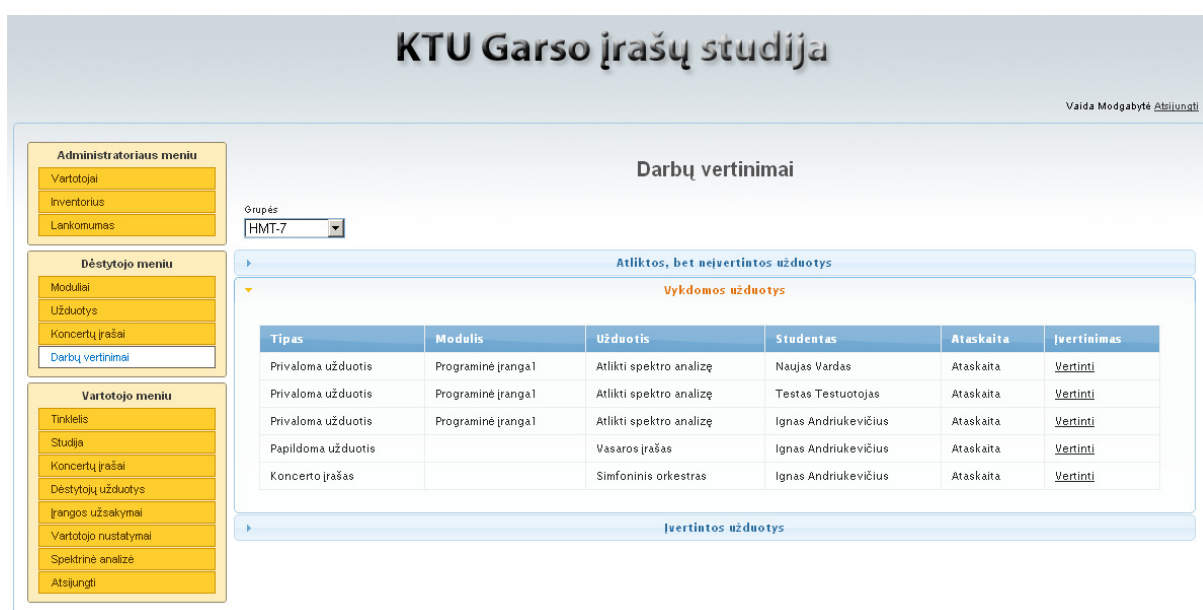 KTU Garso įrašų studija
Vaida Modgabytė Atsijungti
Administratoriaus meniu
Vartotojai
Inventorius
Lankomumas
Dėstytojo meniu
Moduliai
Užduotys
Koncertų įrašai
Darbų vertinimai
Vartotojo meniu
Tinklelis
Studija
Koncertų įrašai
Dėstytojų užduotys
Įrangos užsakymai
Vartotojo nustatymai
Spektrinė analizė
Atsijungti
Darbų vertinimai
Grupės
HMT-7
Atliktos, bet neįvertintos užduotys
Vykdomos užduotys
Tipas Modulis Užduotis Studentas Ataskaita Įvertinimas
Privaloma užduotis Programinė įranga1 Atlikti spektro analizę Naujas Vardas Ataskaita Vertinti
Privaloma užduotis Programinė įranga1 Atlikti spektro analizę Testas Testuotojas Ataskaita Vertinti
Privaloma užduotis Programinė įranga1 Atlikti spektro analizę Ignas Andriukevičius Ataskaita Vertinti
Papildoma užduotis Vasaros įrašas Ignas Andriukevičius Ataskaita Vertinti
Koncerto įrašas Simfoninis orkestras Ignas Andriukevičius Ataskaita Vertinti
Įvertintos užduotys